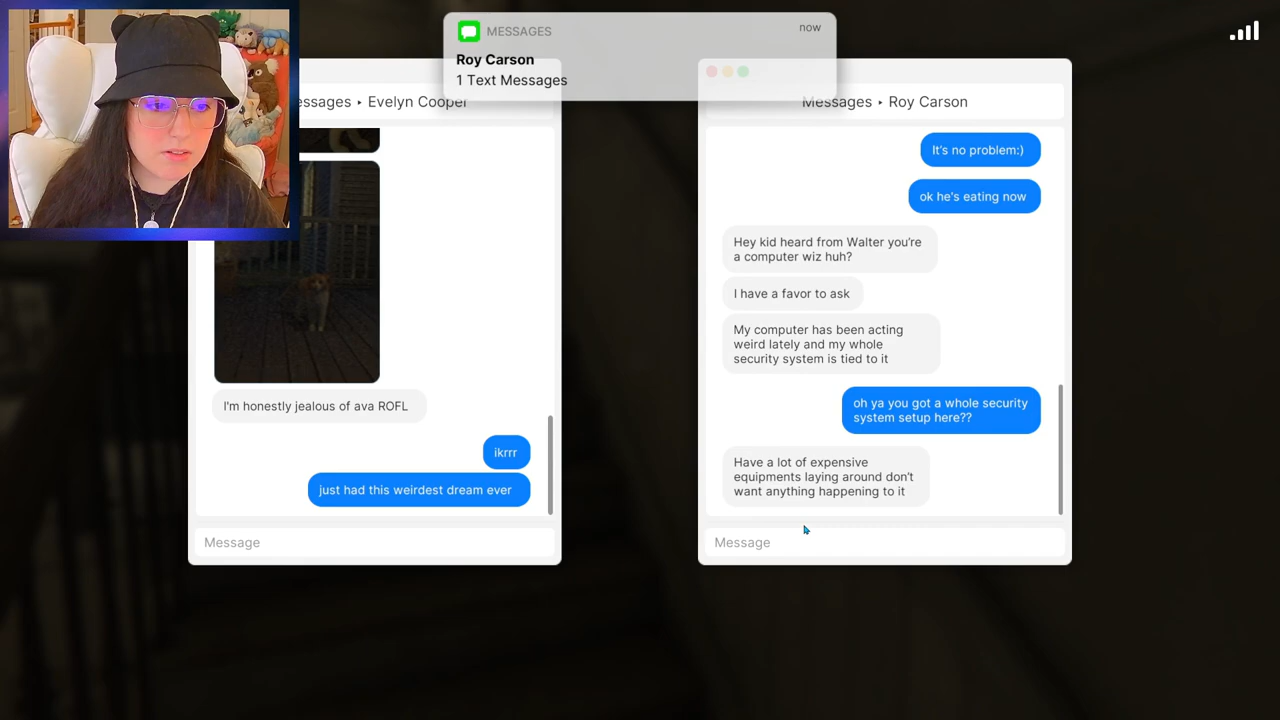 MESSAGES
now
Roy Carson
1 Text Messages
essages ▸ Evelyn Cooper
I'm honestly jealous of ava ROFL
ikrrr
just had this weirdest dream ever
Message
Messages ▸ Roy Carson
It's no problem:)
ok he's eating now
Hey kid heard from Walter you're
a computer wiz huh?
I have a favor to ask
My computer has been acting
weird lately and my whole
security system is tied to it
oh ya you got a whole security
system setup here??
Have a lot of expensive
equipments laying around don't
want anything happening to it
Message